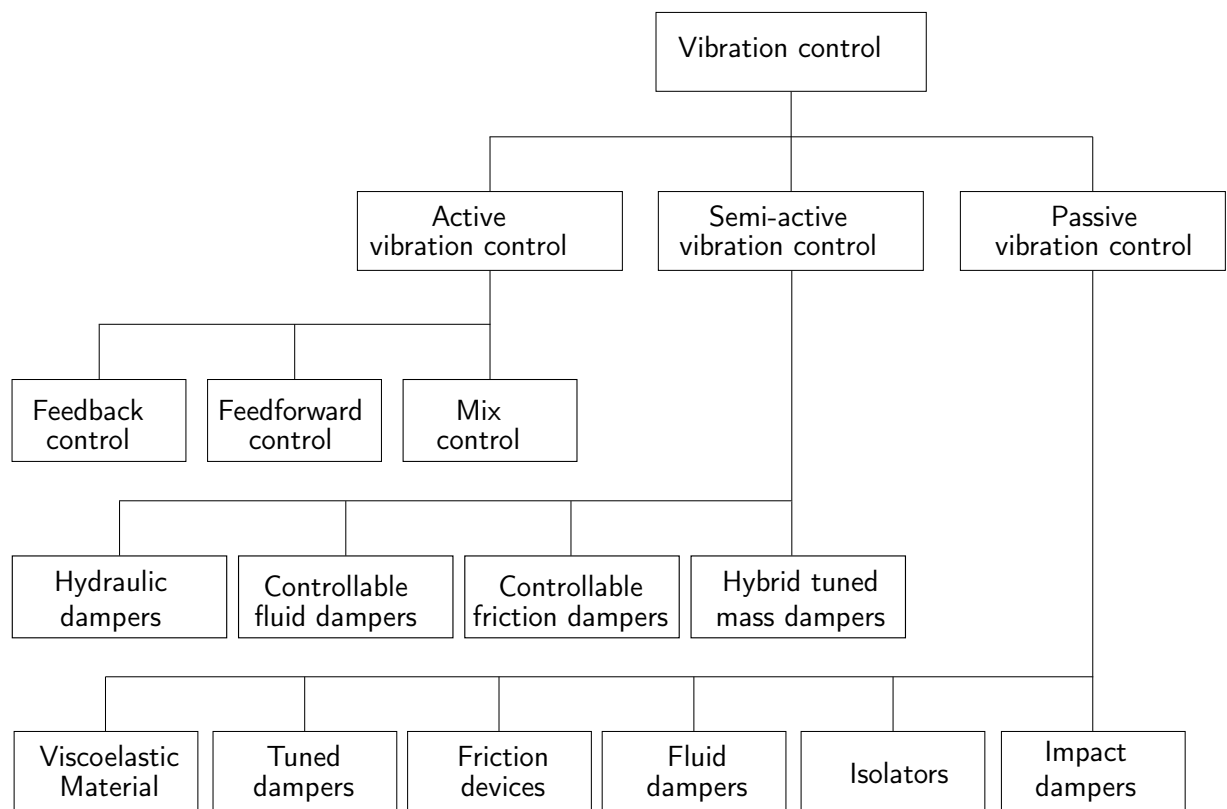 Vibration control
Active
vibration control
Semi-active
vibration control
Passive
vibration control
Feedback
control
Feedforward
control
Mix
control
Hydraulic
dampers
Controllable
fluid dampers
Controllable
friction dampers
Hybrid tuned
mass dampers
Viscoelastic
Material
Tuned
dampers
Friction
devices
Fluid
dampers
Isolators
Impact
dampers